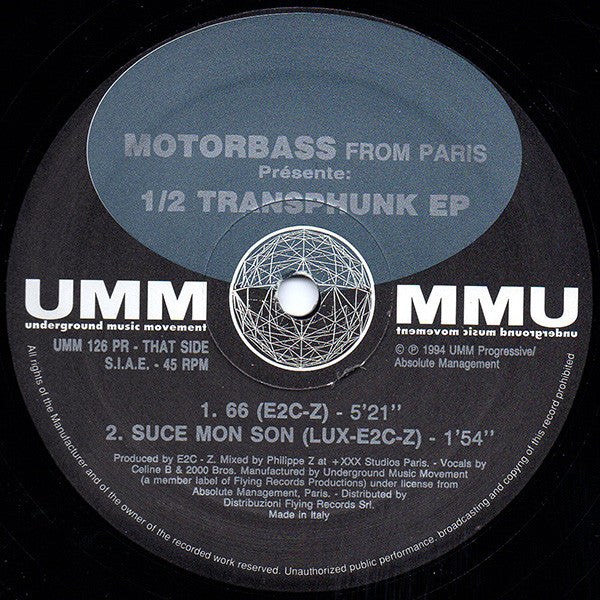 MOTORBASS FROM PARIS
Présente:
1/2 TRANSPHUNK EP
UMM
underground music movement
UMM 126 PR - THAT SIDE
S.I.A.E. - 45 RPM
MMU
underground music movement
© ℗ 1994 UMM Progressive/
Absolute Management
1. 66 (E2C-Z) - 5'21''
2. SUCE MON SON (LUX-E2C-Z) - 1'54''
Produced by E2C - Z. Mixed by Philippe Z at +XXX Studios Paris. - Vocals by
Celine B & 2000 Bros. Manufactured by Underground Music Movement
(a member label of Flying Records Productions) under license from
Absolute Management, Paris. - Distributed by
Distribuzioni Flying Records Srl.
Made in Italy
All rights of the Manufacturer and of the owner of the recorded work reserved. Unauthorized public performance, broadcasting and copying of this record prohibited